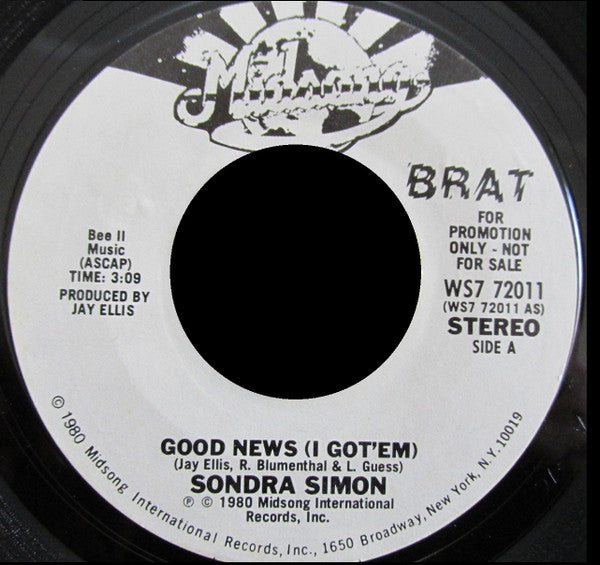 Midsong
BRAT
FOR
PROMOTION
ONLY - NOT
FOR SALE
WS7 72011
(WS7 72011 AS)
STEREO
SIDE A
Bee II
Music
(ASCAP)
TIME: 3:09
PRODUCED BY
JAY ELLIS
GOOD NEWS (I GOT'EM)
(Jay Ellis, R. Blumenthal & L. Guess)
SONDRA SIMON
℗ © 1980 Midsong International
Records, Inc.
© 1980 Midsong International Records, Inc., 1650 Broadway, New York, N.Y. 10019